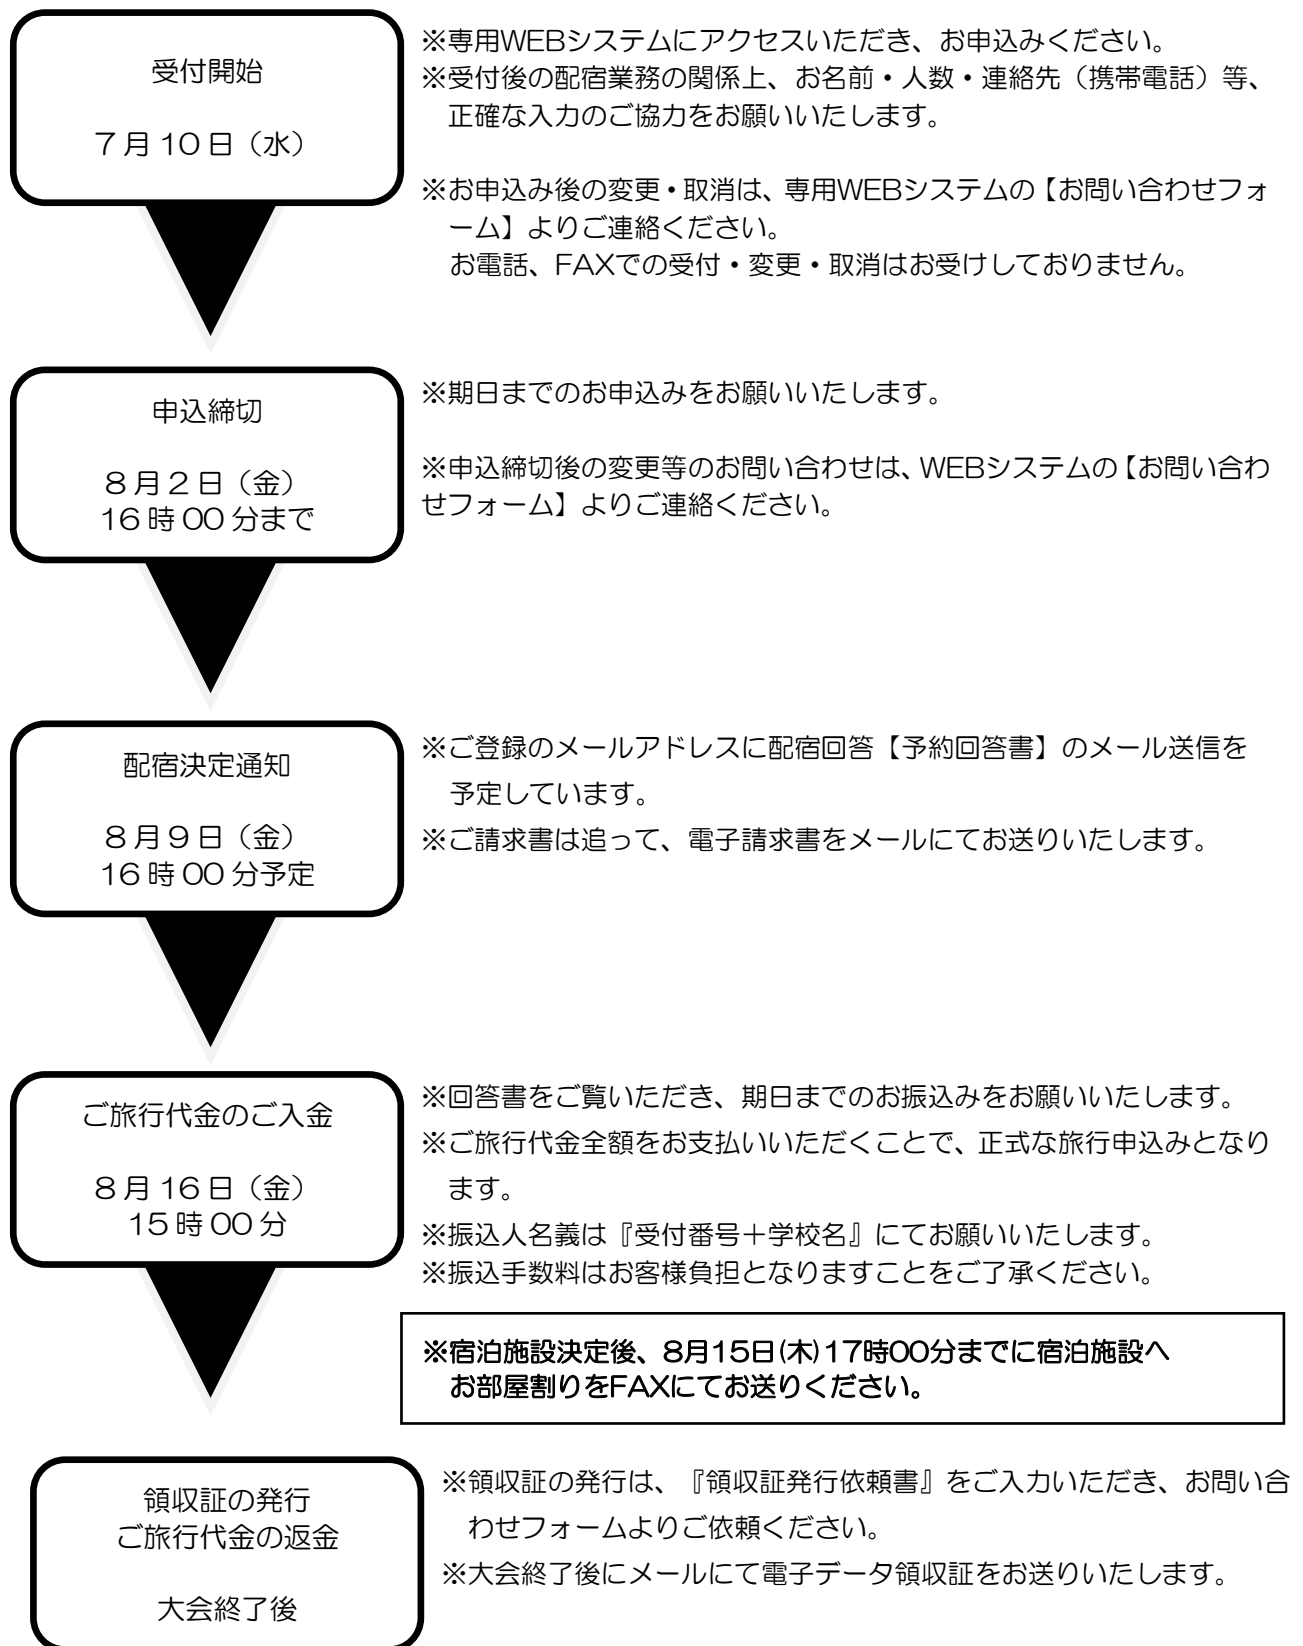 受付開始
7月10日（水）
※専用WEBシステムにアクセスいただき、お申込みください。
※受付後の配宿業務の関係上、お名前・人数・連絡先（携帯電話）等、
正確な入力のご協力をお願いいたします。
※お申込み後の変更・取消は、専用WEBシステムの【お問い合わせフォ
ーム】よりご連絡ください。
お電話、FAXでの受付・変更・取消はお受けしておりません。
申込締切
8月2日（金）
16時00分まで
※期日までのお申込みをお願いいたします。
※申込締切後の変更等のお問い合わせは、WEBシステムの【お問い合わ
せフォーム】よりご連絡ください。
配宿決定通知
8月9日（金）
16時00分予定
※ご登録のメールアドレスに配宿回答【予約回答書】のメール送信を
予定しています。
※ご請求書は追って、電子請求書をメールにてお送りいたします。
ご旅行代金のご入金
8月16日（金）
15時00分
※回答書をご覧いただき、期日までのお振込みをお願いいたします。
※ご旅行代金全額をお支払いいただくことで、正式な旅行申込みとなり
ます。
※振込人名義は『受付番号＋学校名』にてお願いいたします。
※振込手数料はお客様負担となりますことをご了承ください。
※宿泊施設決定後、8月15日(木)17時00分までに宿泊施設へ
お部屋割りをFAXにてお送りください。
領収証の発行
ご旅行代金の返金
大会終了後
※領収証の発行は、『領収証発行依頼書』をご入力いただき、お問い合
わせフォームよりご依頼ください。
※大会終了後にメールにて電子データ領収証をお送りいたします。